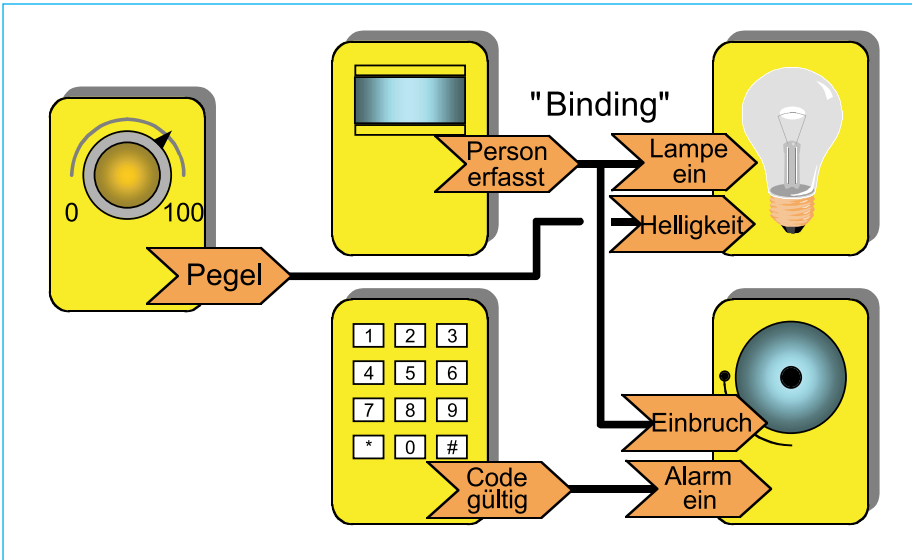 "Binding"
Person
erfasst
Lampe
ein
0
100
Helligkeit
Pegel
1 2 3
4 5 6
7 8 9
* 0 #
Einbruch
Code
gültig
Alarm
ein